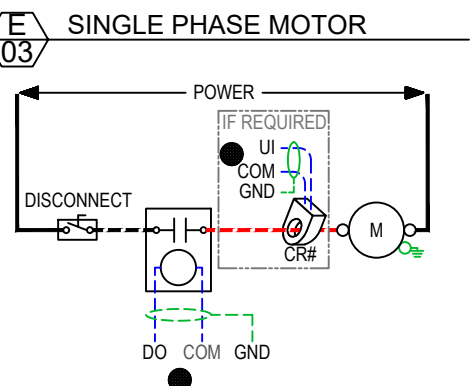 E
03
SINGLE PHASE MOTOR
POWER
IF REQUIRED
UI
COM
GND
DISCONNECT
CR#
M
DO COM GND